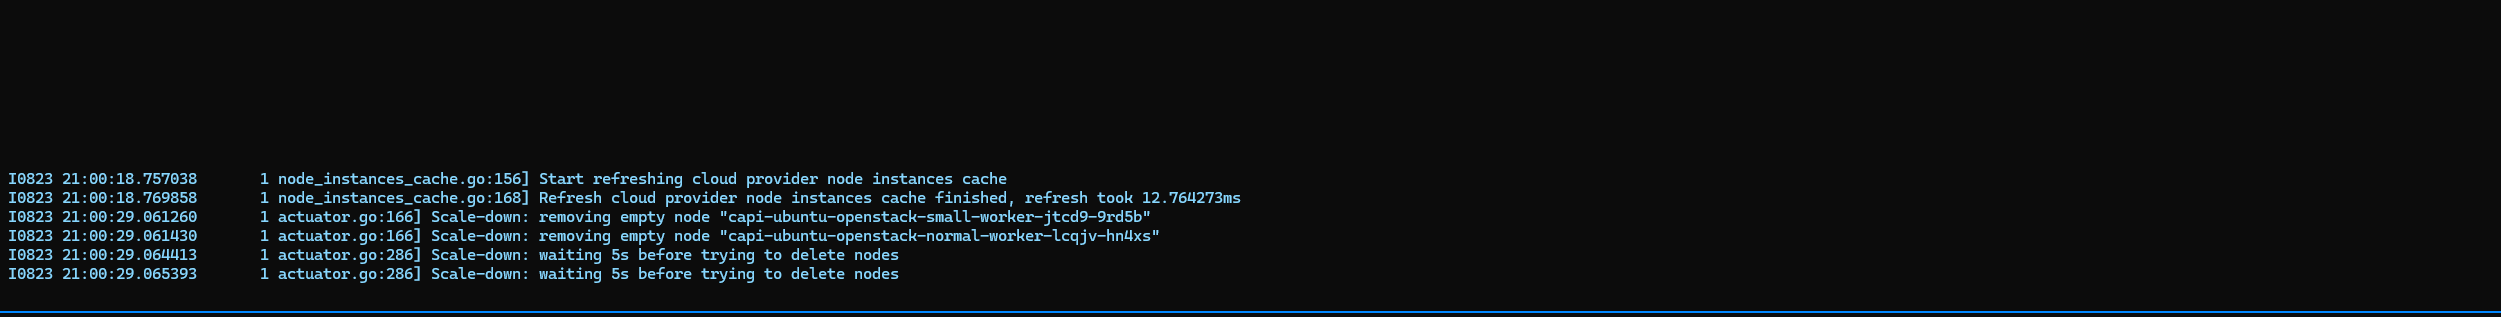 I0823 21:00:18.757038       1 node_instances_cache.go:156] Start refreshing cloud provider node instances cache
I0823 21:00:18.769858       1 node_instances_cache.go:168] Refresh cloud provider node instances cache finished, refresh took 12.764273ms
I0823 21:00:29.061260       1 actuator.go:166] Scale-down: removing empty node "capi-ubuntu-openstack-small-worker-jtcd9-9rd5b"
I0823 21:00:29.061430       1 actuator.go:166] Scale-down: removing empty node "capi-ubuntu-openstack-normal-worker-lcqjv-hn4xs"
I0823 21:00:29.064413       1 actuator.go:286] Scale-down: waiting 5s before trying to delete nodes
I0823 21:00:29.065393       1 actuator.go:286] Scale-down: waiting 5s before trying to delete nodes